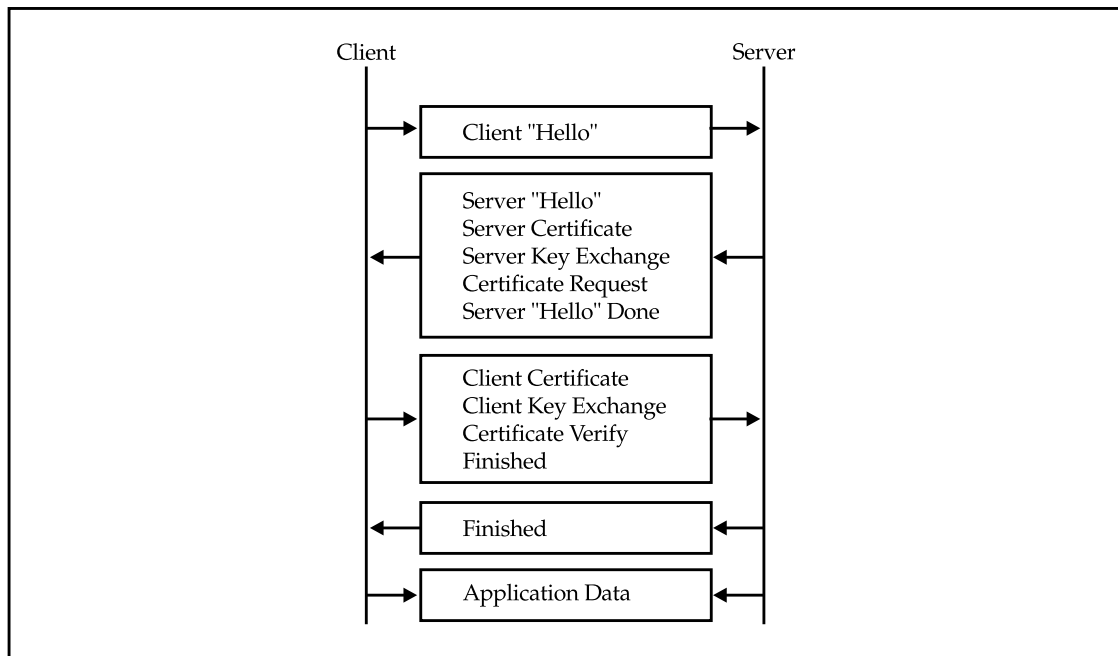 Client
Server
Client "Hello"
Server "Hello"
Server Certificate
Server Key Exchange
Certificate Request
Server "Hello" Done
Client Certificate
Client Key Exchange
Certificate Verify
Finished
Finished
Application Data